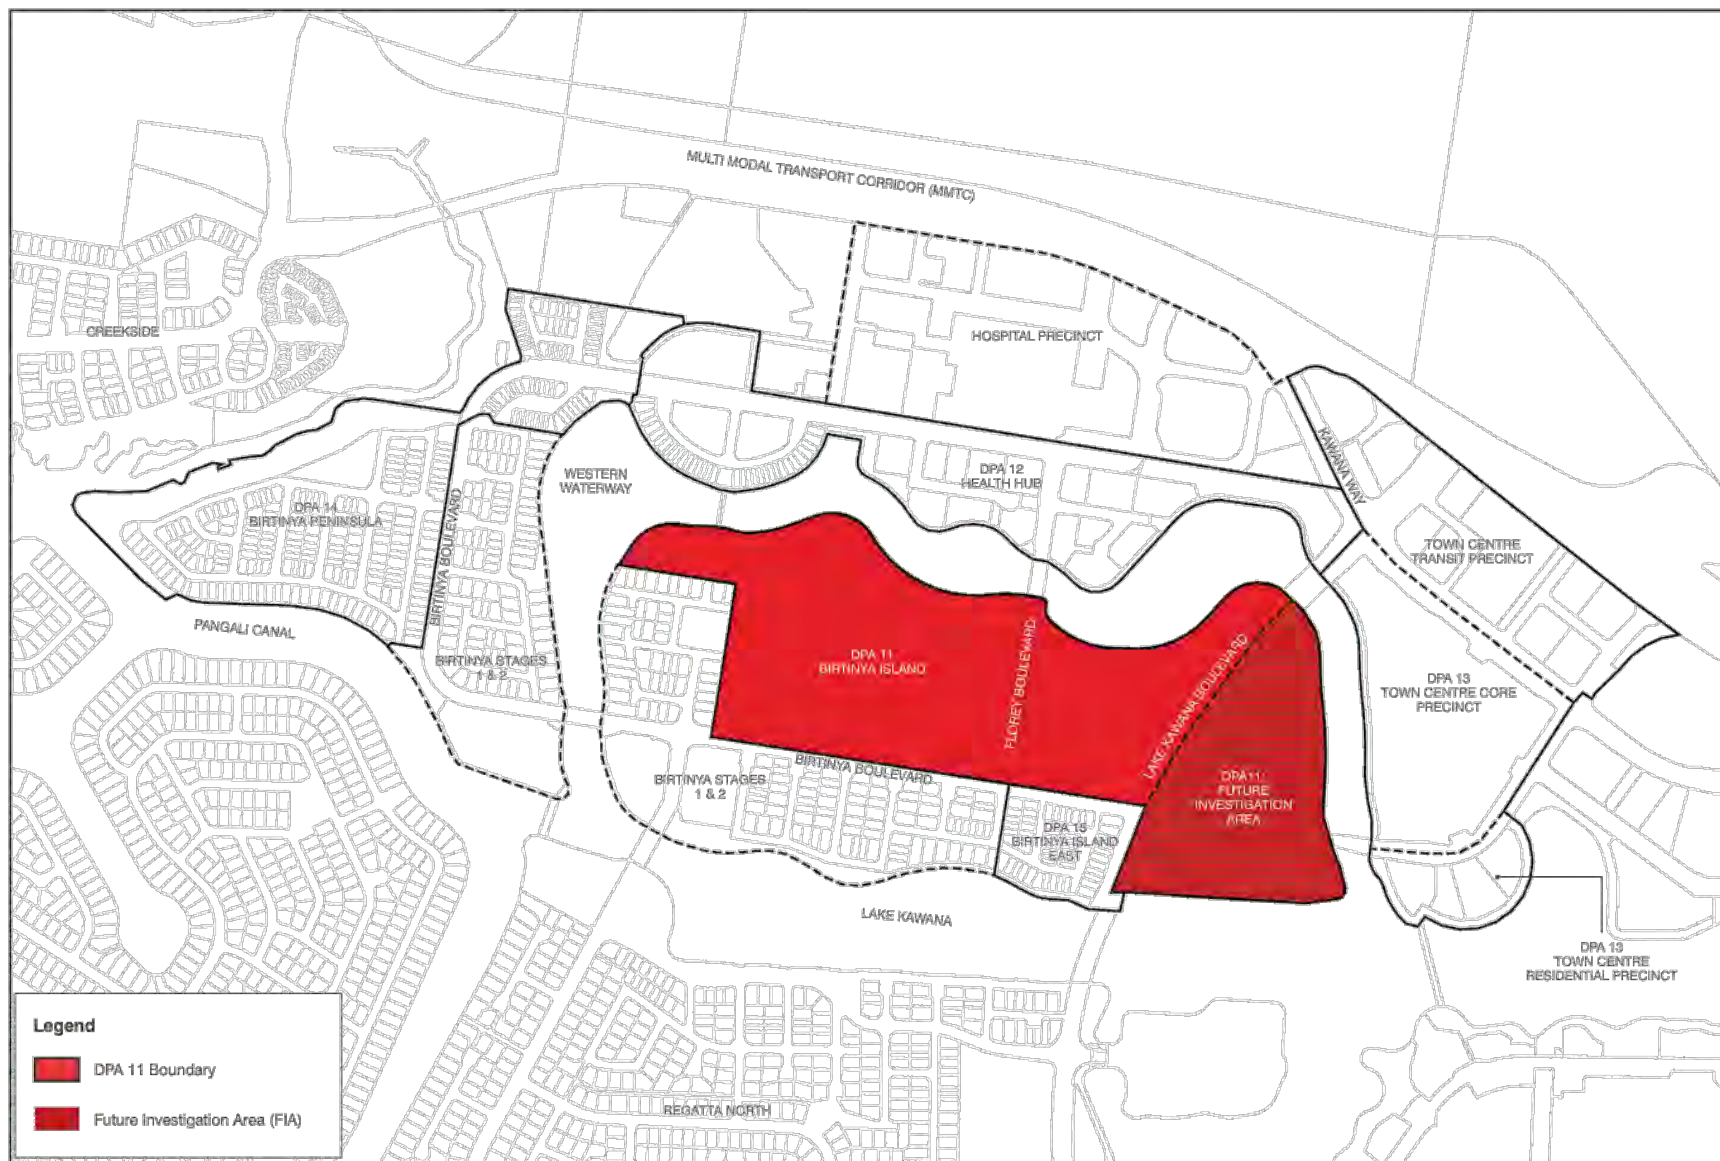 MULTI MODAL TRANSPORT CORRIDOR (MMTC)
CREEKSIDE
HOSPITAL PRECINCT
KAWANA WAY
WESTERN
WATERWAY
DPA 12
HEALTH HUB
DPA 14
BIRTINYA PENINSULA
BIRTINYA BOULEVARD
TOWN CENTRE
TRANSIT PRECINCT
PANGALI CANAL
BIRTINYA STAGES
1 & 2
DPA 11
BIRTINYA ISLAND
FLOREY BOULEVARD
LAKE KAWANA BOULEVARD
DPA 13
TOWN CENTRE CORE
PRECINCT
BIRTINYA STAGES
1 & 2
BIRTINYA BOULEVARD
DPA11
FUTURE
INVESTIGATION
AREA
DPA 15
BIRTINYA ISLAND
EAST
LAKE KAWANA
DPA 13
TOWN CENTRE
RESIDENTIAL PRECINCT
REGATTA NORTH
Legend
DPA 11 Boundary
Future Investigation Area (FIA)